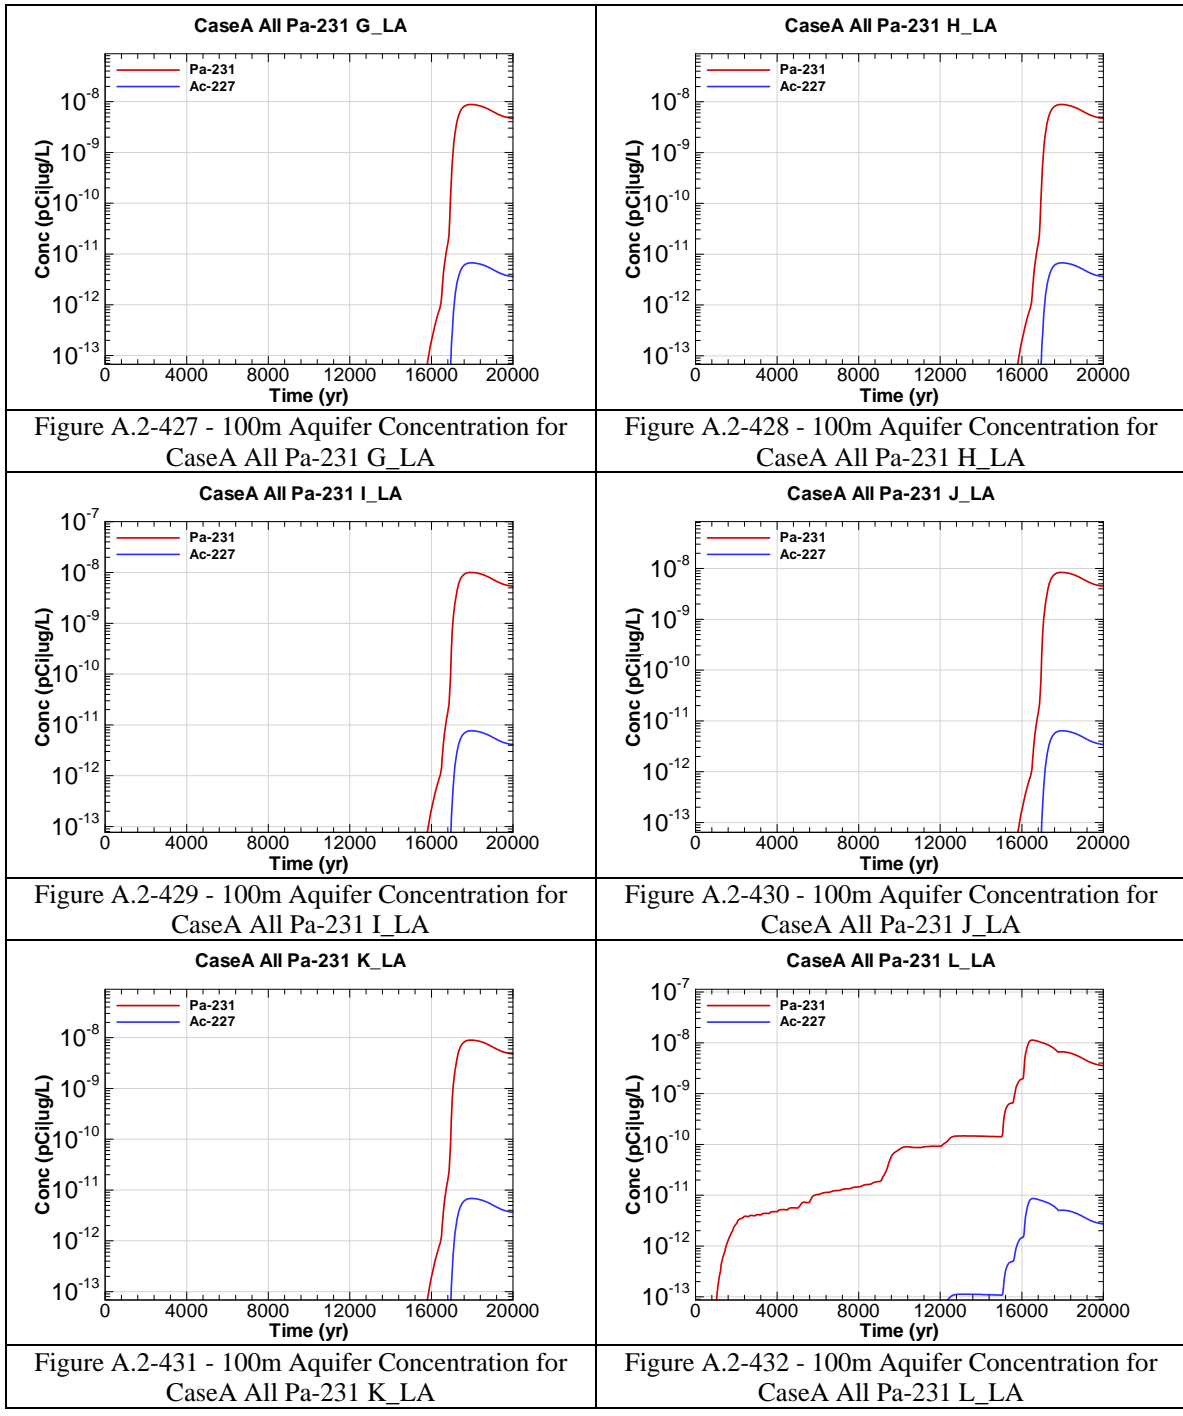 CaseA All Pa-231 G_LA
Pa-231
Ac-227
10-8
10-9
10-10
10-11
10-12
10-13
Conc (pCi|ug/L)
0 4000 8000 12000 16000 20000
Time (yr)
Figure A.2-427 - 100m Aquifer Concentration for
CaseA All Pa-231 G_LA
CaseA All Pa-231 H_LA
Pa-231
Ac-227
10-8
10-9
10-10
10-11
10-12
10-13
Conc (pCi|ug/L)
0 4000 8000 12000 16000 20000
Time (yr)
Figure A.2-428 - 100m Aquifer Concentration for
CaseA All Pa-231 H_LA
CaseA All Pa-231 I_LA
Pa-231
Ac-227
10-7
10-8
10-9
10-10
10-11
10-12
10-13
Conc (pCi|ug/L)
0 4000 8000 12000 16000 20000
Time (yr)
Figure A.2-429 - 100m Aquifer Concentration for
CaseA All Pa-231 I_LA
CaseA All Pa-231 J_LA
Pa-231
Ac-227
10-8
10-9
10-10
10-11
10-12
10-13
Conc (pCi|ug/L)
0 4000 8000 12000 16000 20000
Time (yr)
Figure A.2-430 - 100m Aquifer Concentration for
CaseA All Pa-231 J_LA
CaseA All Pa-231 K_LA
Pa-231
Ac-227
10-8
10-9
10-10
10-11
10-12
10-13
Conc (pCi|ug/L)
0 4000 8000 12000 16000 20000
Time (yr)
Figure A.2-431 - 100m Aquifer Concentration for
CaseA All Pa-231 K_LA
CaseA All Pa-231 L_LA
Pa-231
Ac-227
10-7
10-8
10-9
10-10
10-11
10-12
10-13
Conc (pCi|ug/L)
0 4000 8000 12000 16000 20000
Time (yr)
Figure A.2-432 - 100m Aquifer Concentration for
CaseA All Pa-231 L_LA